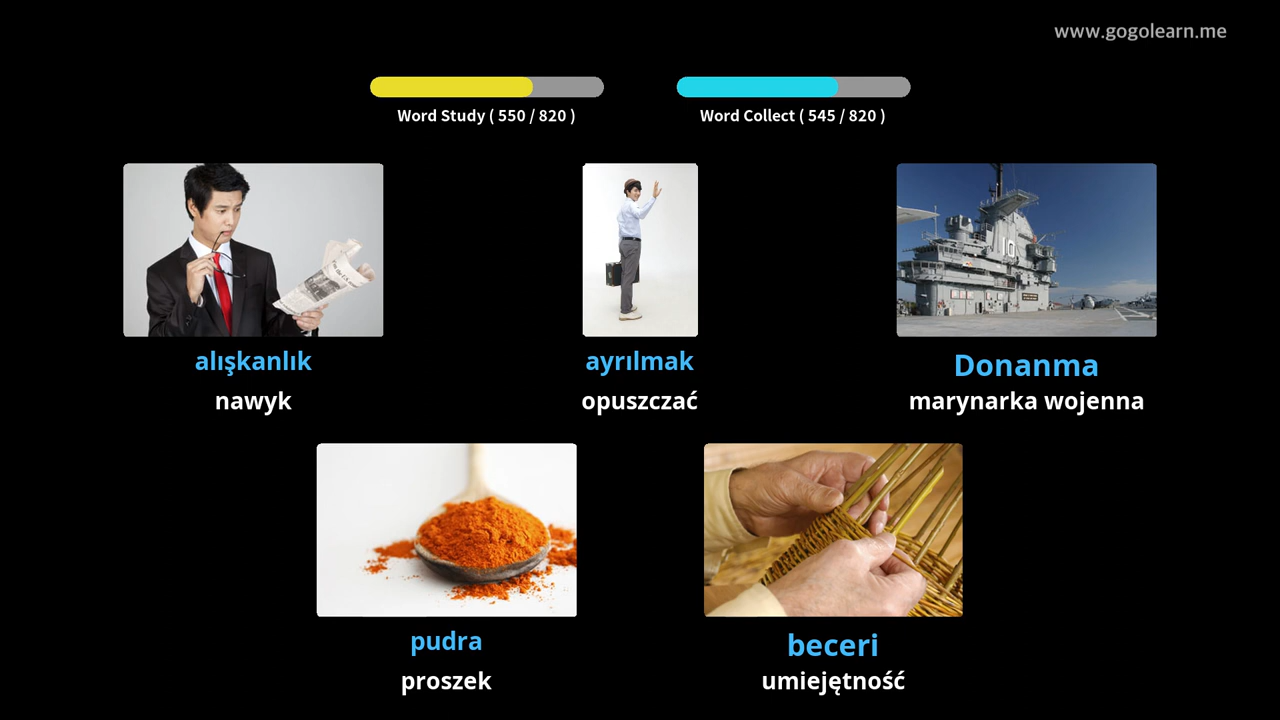 www.gogolearn.me
Word Study ( 550 / 820 )
Word Collect ( 545 / 820 )
alışkanlık
nawyk
ayrılmak
opuszczać
10
Donanma
marynarka wojenna
pudra
proszek
beceri
umiejętność